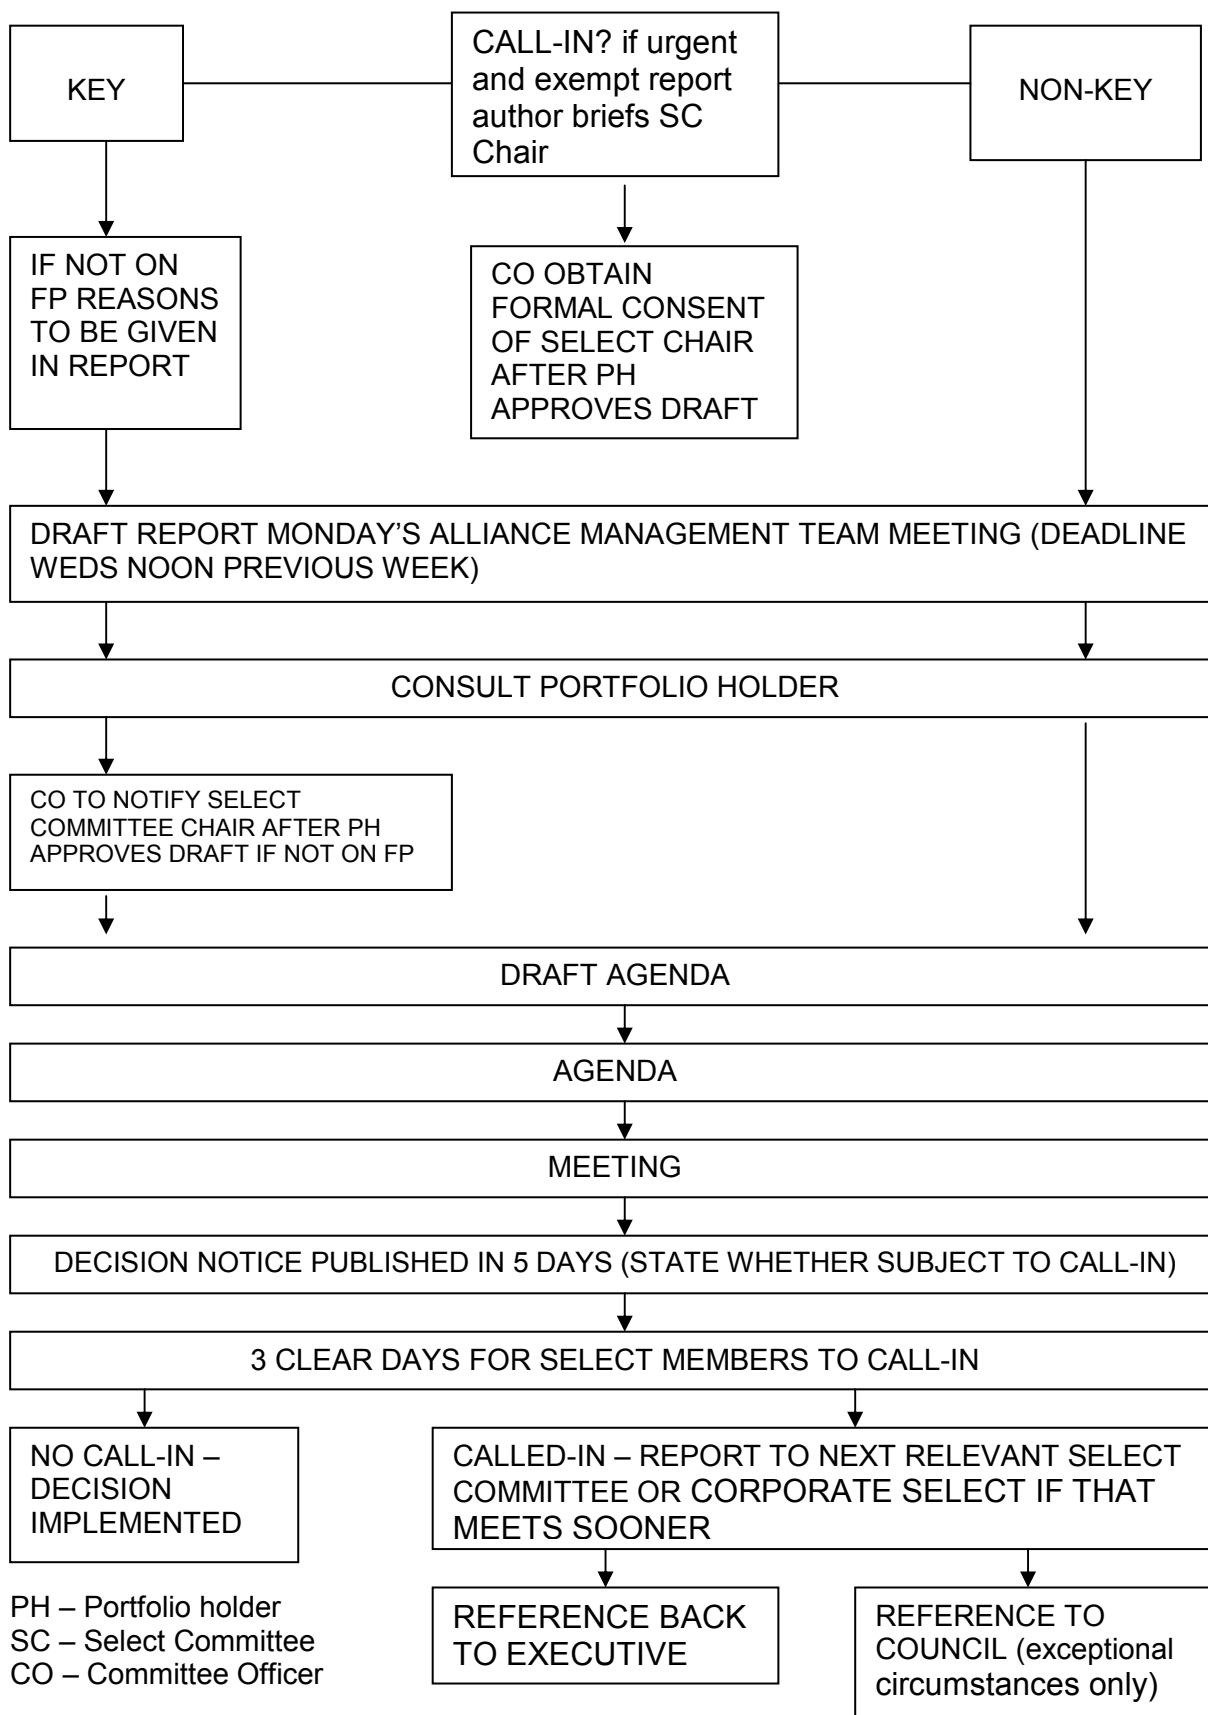 KEY
CALL-IN? if urgent
and exempt report
author briefs SC
Chair
NON-KEY
IF NOT ON
FP REASONS
TO BE GIVEN
IN REPORT
CO OBTAIN
FORMAL CONSENT
OF SELECT CHAIR
AFTER PH
APPROVES DRAFT
DRAFT REPORT MONDAY’S ALLIANCE MANAGEMENT TEAM MEETING (DEADLINE
WEDS NOON PREVIOUS WEEK)
CONSULT PORTFOLIO HOLDER
CO TO NOTIFY SELECT
COMMITTEE CHAIR AFTER PH
APPROVES DRAFT IF NOT ON FP
DRAFT AGENDA
AGENDA
MEETING
DECISION NOTICE PUBLISHED IN 5 DAYS (STATE WHETHER SUBJECT TO CALL-IN)
3 CLEAR DAYS FOR SELECT MEMBERS TO CALL-IN
NO CALL-IN –
DECISION
IMPLEMENTED
CALLED-IN – REPORT TO NEXT RELEVANT SELECT
COMMITTEE OR CORPORATE SELECT IF THAT
MEETS SOONER
PH – Portfolio holder
SC – Select Committee
CO – Committee Officer
REFERENCE BACK
TO EXECUTIVE
REFERENCE TO
COUNCIL (exceptional
circumstances only)